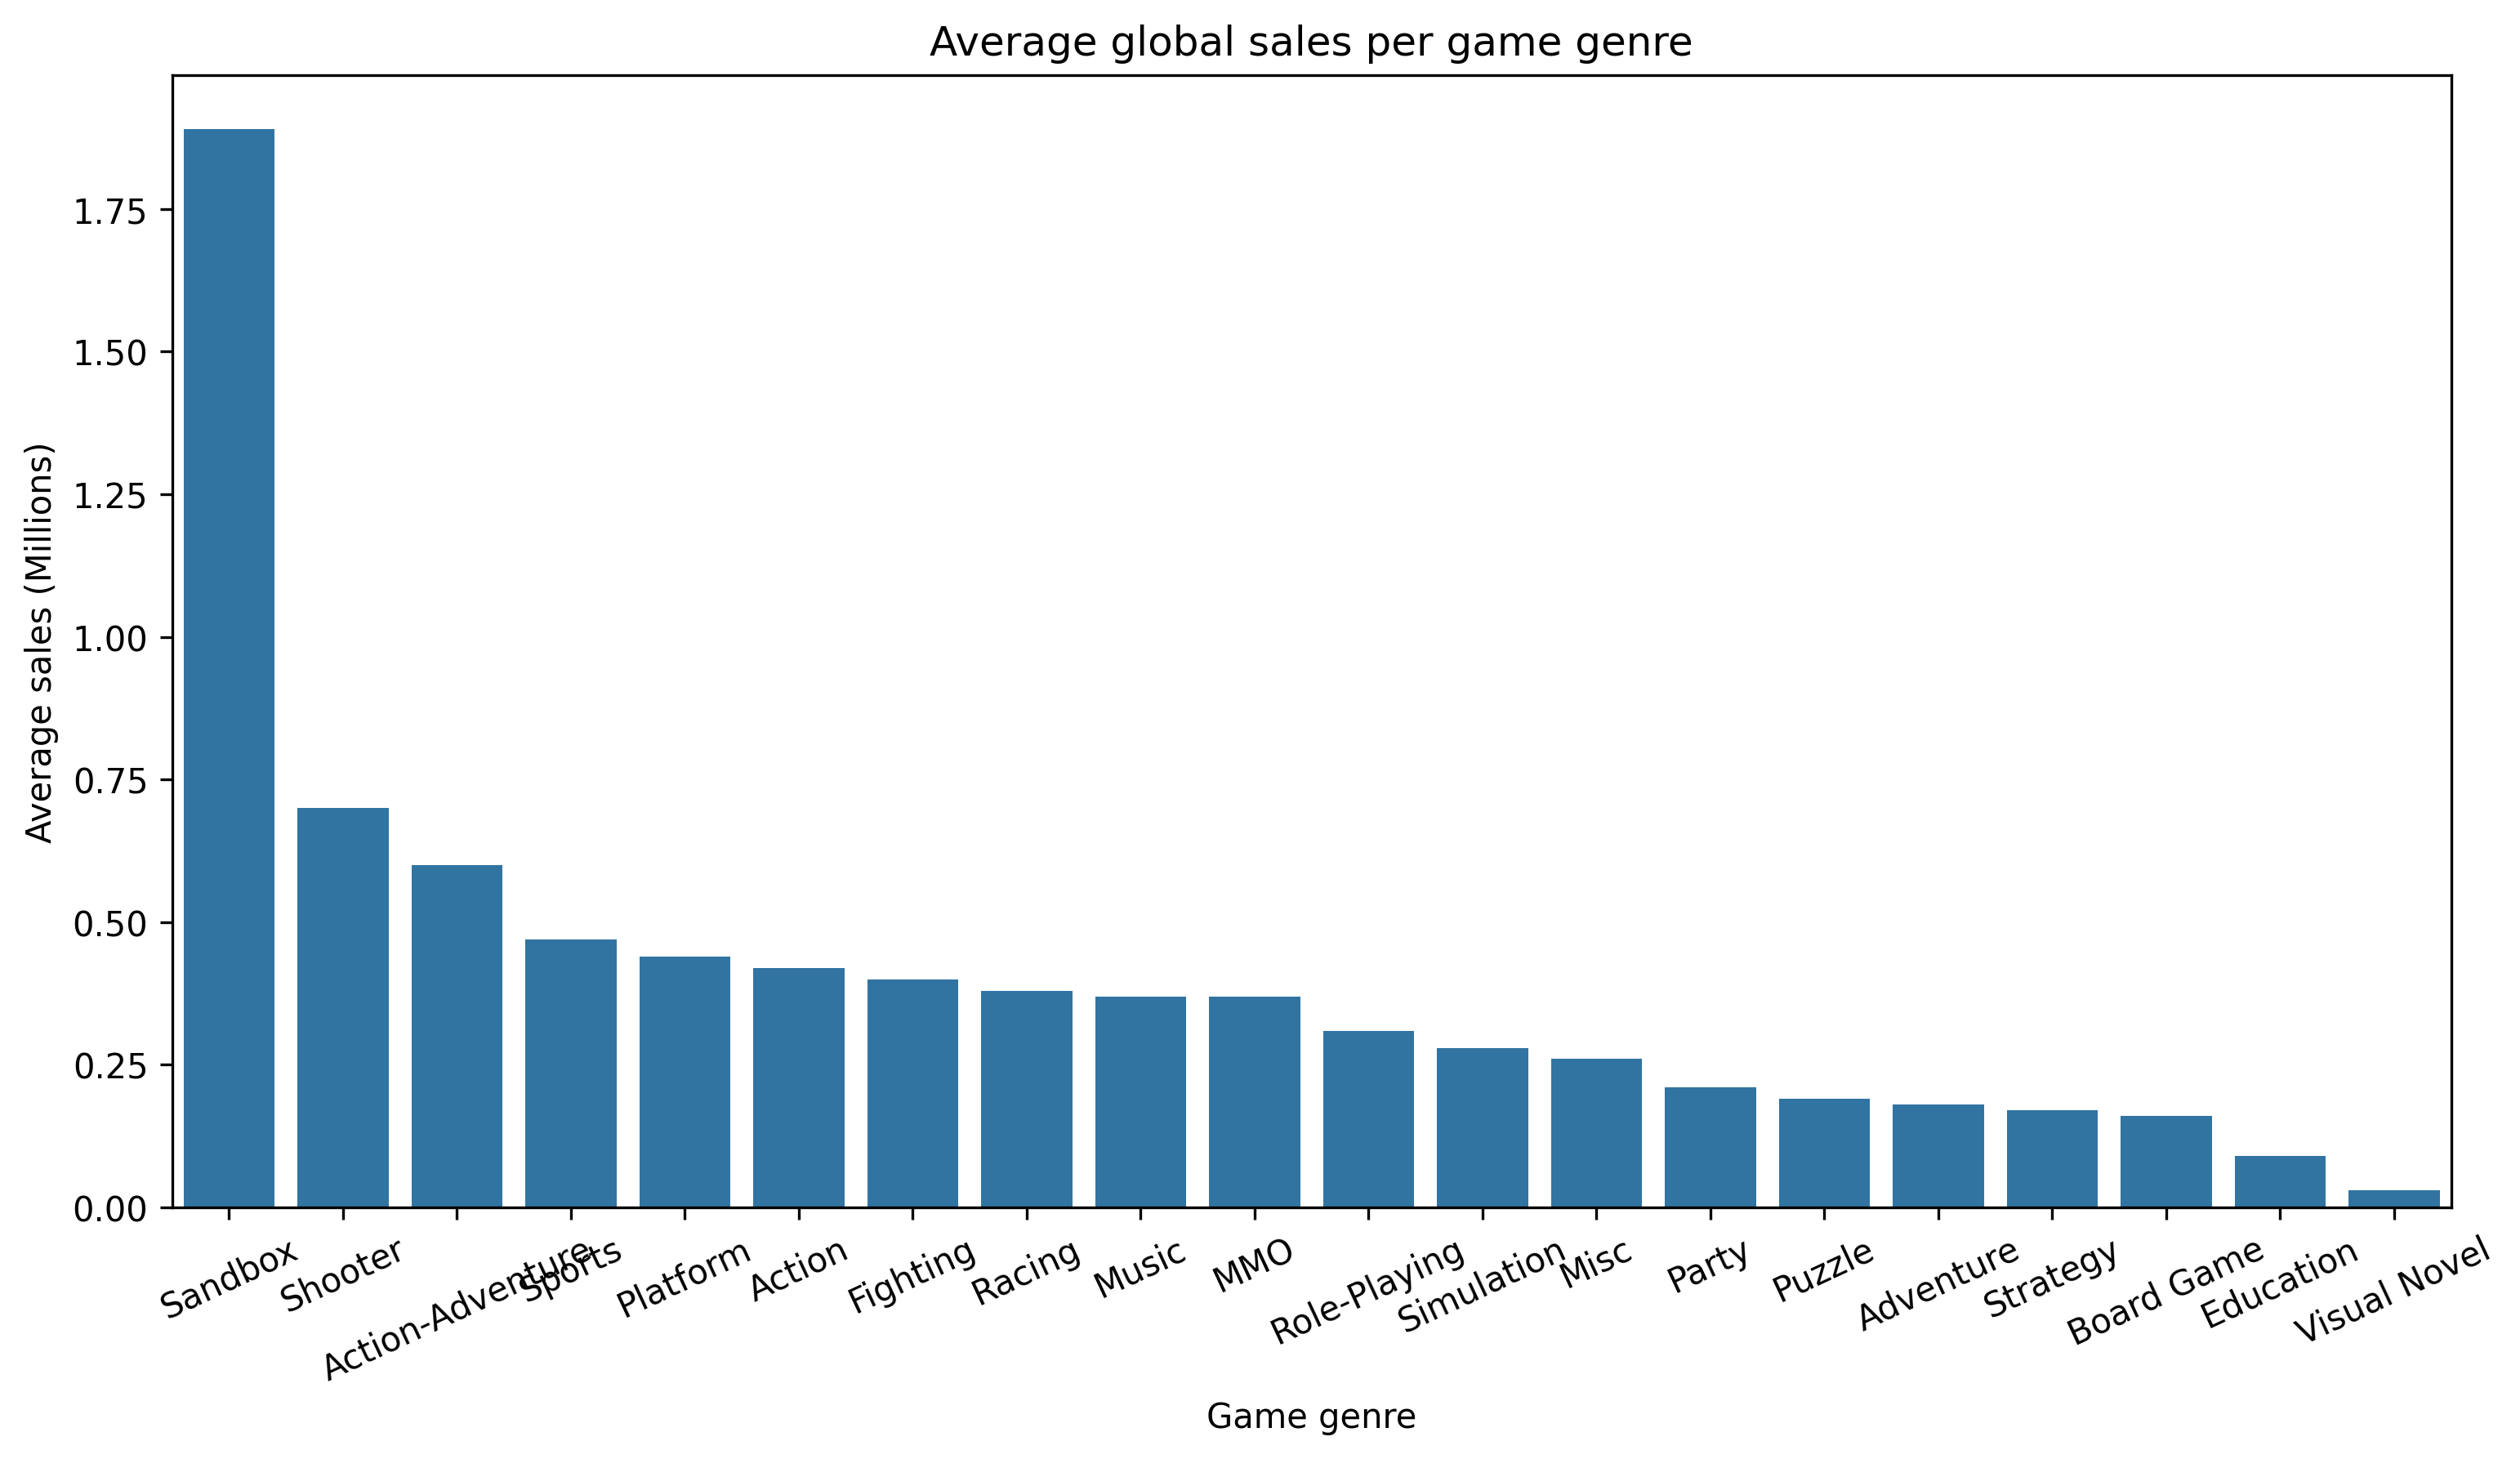 Average global sales per game genre
Average sales (Millions)
1.75
1.50
1.25
1.00
0.75
0.50
0.25
0.00
Sandbox
Shooter
Action-Adventure
Sports
Platform
Action
Fighting
Racing
Music
MMO
Role-Playing
Simulation
Misc
Party
Puzzle
Adventure
Strategy
Board Game
Education
Visual Novel
Game genre